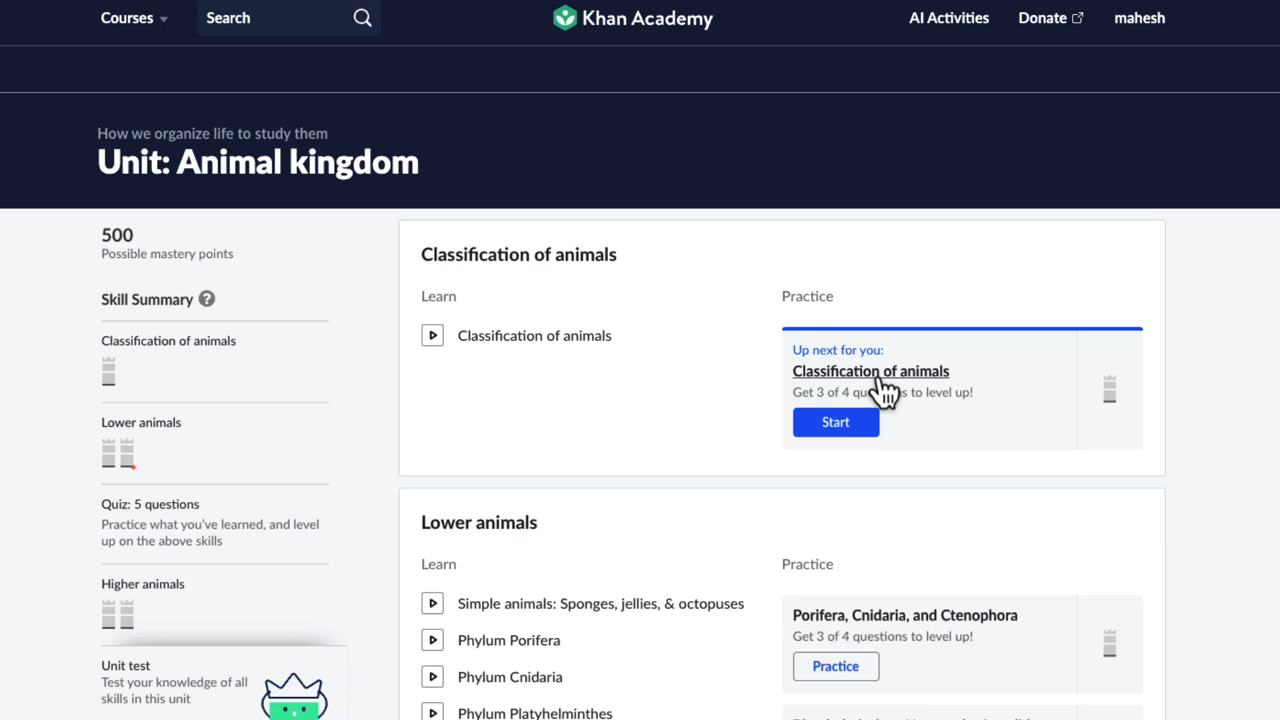 Courses
Search
Khan Academy
AI Activities
Donate
mahesh
How we organize life to study them
Unit: Animal kingdom
500
Possible mastery points
Skill Summary ?
Classification of animals
Lower animals
Quiz: 5 questions
Practice what you've learned, and level
up on the above skills
Higher animals
Unit test
Test your knowledge of all
skills in this unit
Classification of animals
Learn
Classification of animals
Practice
Up next for you:
Classification of animals
Get 3 of 4 questions to level up!
Start
Lower animals
Learn
Simple animals: Sponges, jellies, & octopuses
Phylum Porifera
Phylum Cnidaria
Phylum Platyhelminthes
Practice
Porifera, Cnidaria, and Ctenophora
Get 3 of 4 questions to level up!
Practice